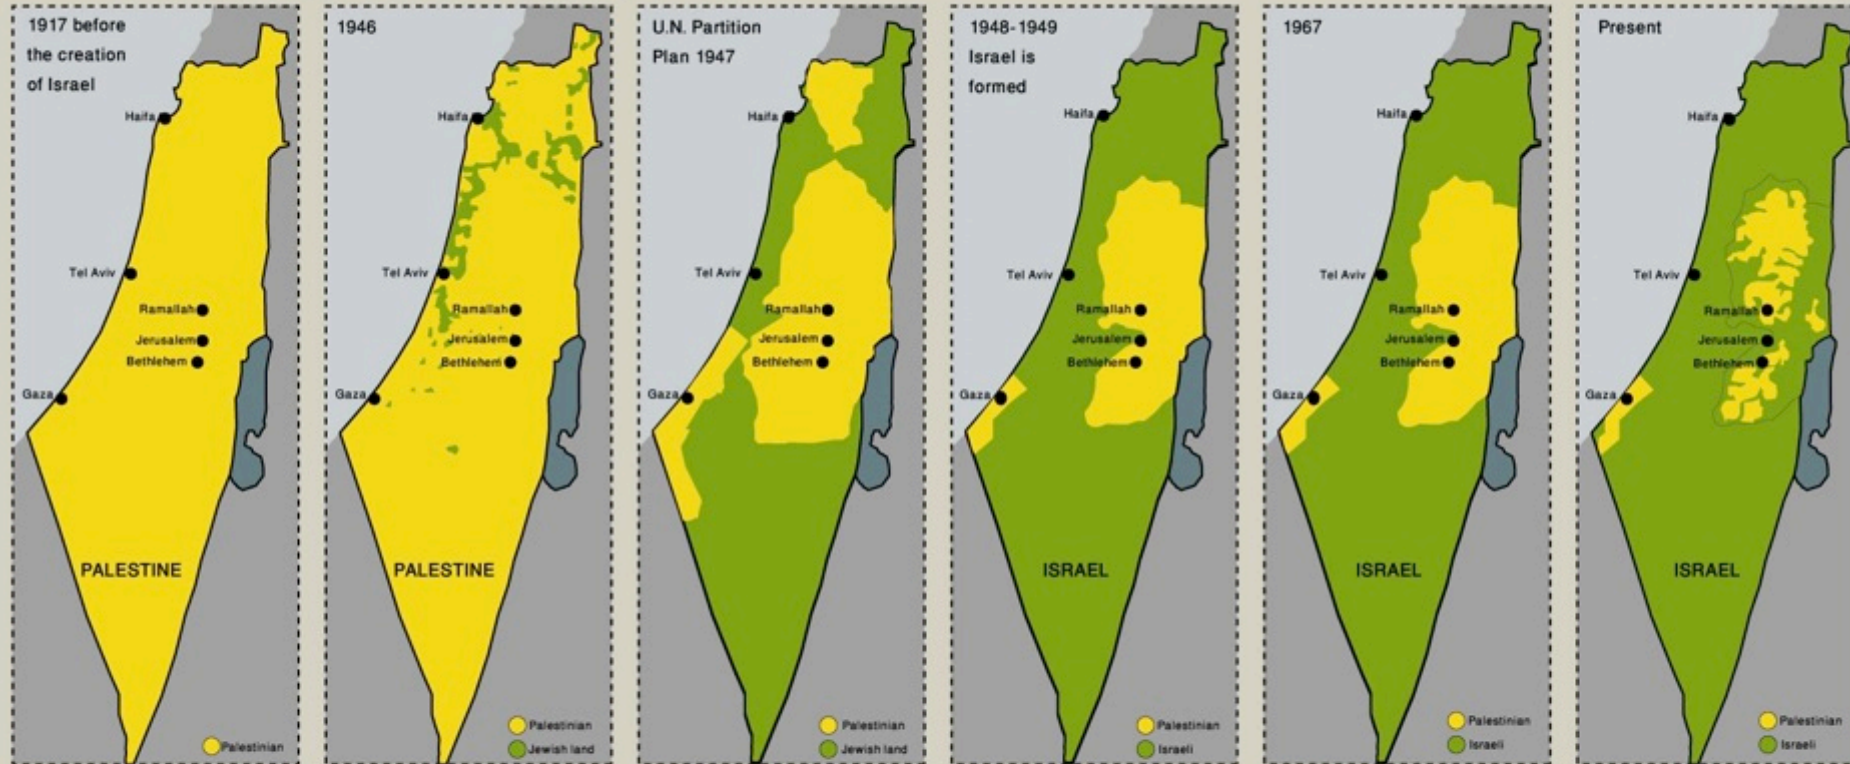 1917 before
the creation
of Israel
Haifa
Tel Aviv
Ramallah
Jerusalem
Bethlehem
Gaza
PALESTINE
Palestinian
1946
Haifa
Tel Aviv
Ramallah
Jerusalem
Bethlehem
Gaza
PALESTINE
Palestinian
Jewish land
U.N. Partition
Plan 1947
Haifa
Tel Aviv
Ramallah
Jerusalem
Bethlehem
Gaza
Palestinian
Jewish land
1948-1949
Israel is
formed
Haifa
Tel Aviv
Ramallah
Jerusalem
Bethlehem
Gaza
ISRAEL
Palestinian
Israeli
1967
Haifa
Tel Aviv
Ramallah
Jerusalem
Bethlehem
Gaza
ISRAEL
Palestinian
Israeli
Present
Haifa
Tel Aviv
Ramallah
Jerusalem
Bethlehem
Gaza
ISRAEL
Palestinian
Israeli